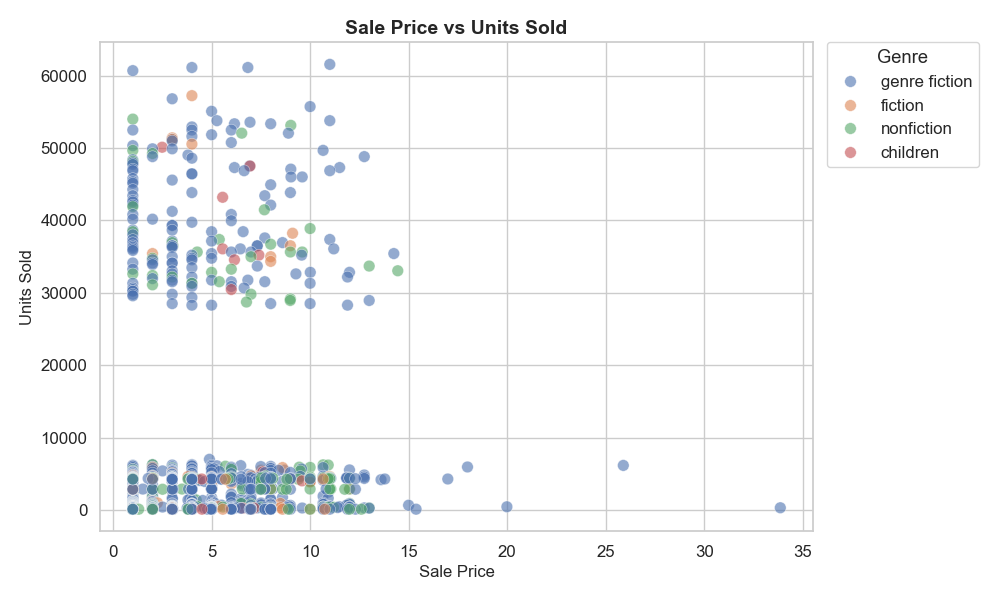 Sale Price vs Units Sold
Genre
genre fiction
fiction
nonfiction
children
Units Sold
60000
50000
40000
30000
20000
10000
0
0 5 10 15 20 25 30 35
Sale Price